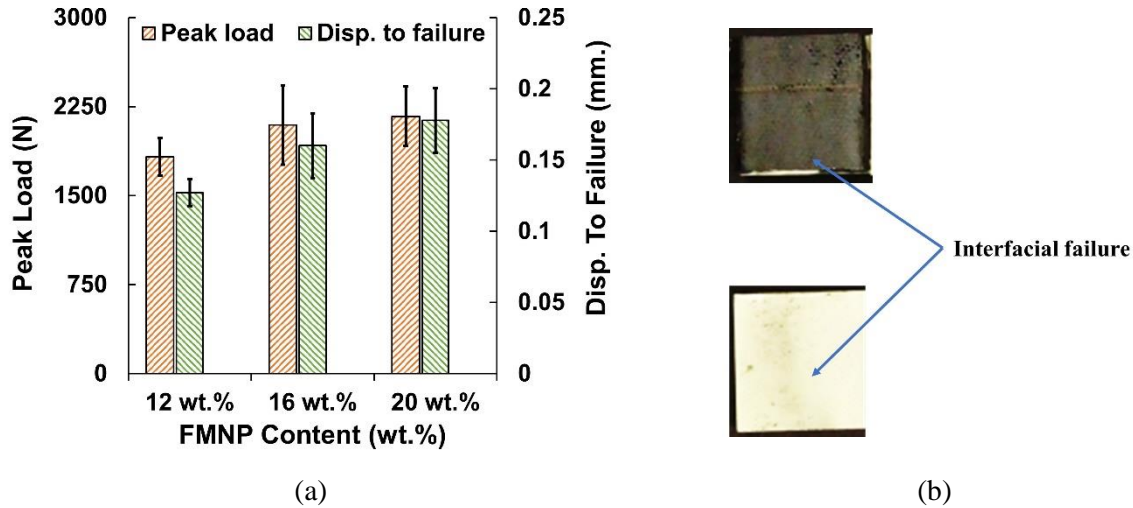 3000
2250
1500
750
0
Peak Load (N)
Peak load
Disp. to failure
0.25
0.2
0.15
0.1
0.05
0
Disp. To Failure (mm.)
12 wt.%
16 wt.%
20 wt.%
FMNP Content (wt.%)
(a)
Interfacial failure
(b)